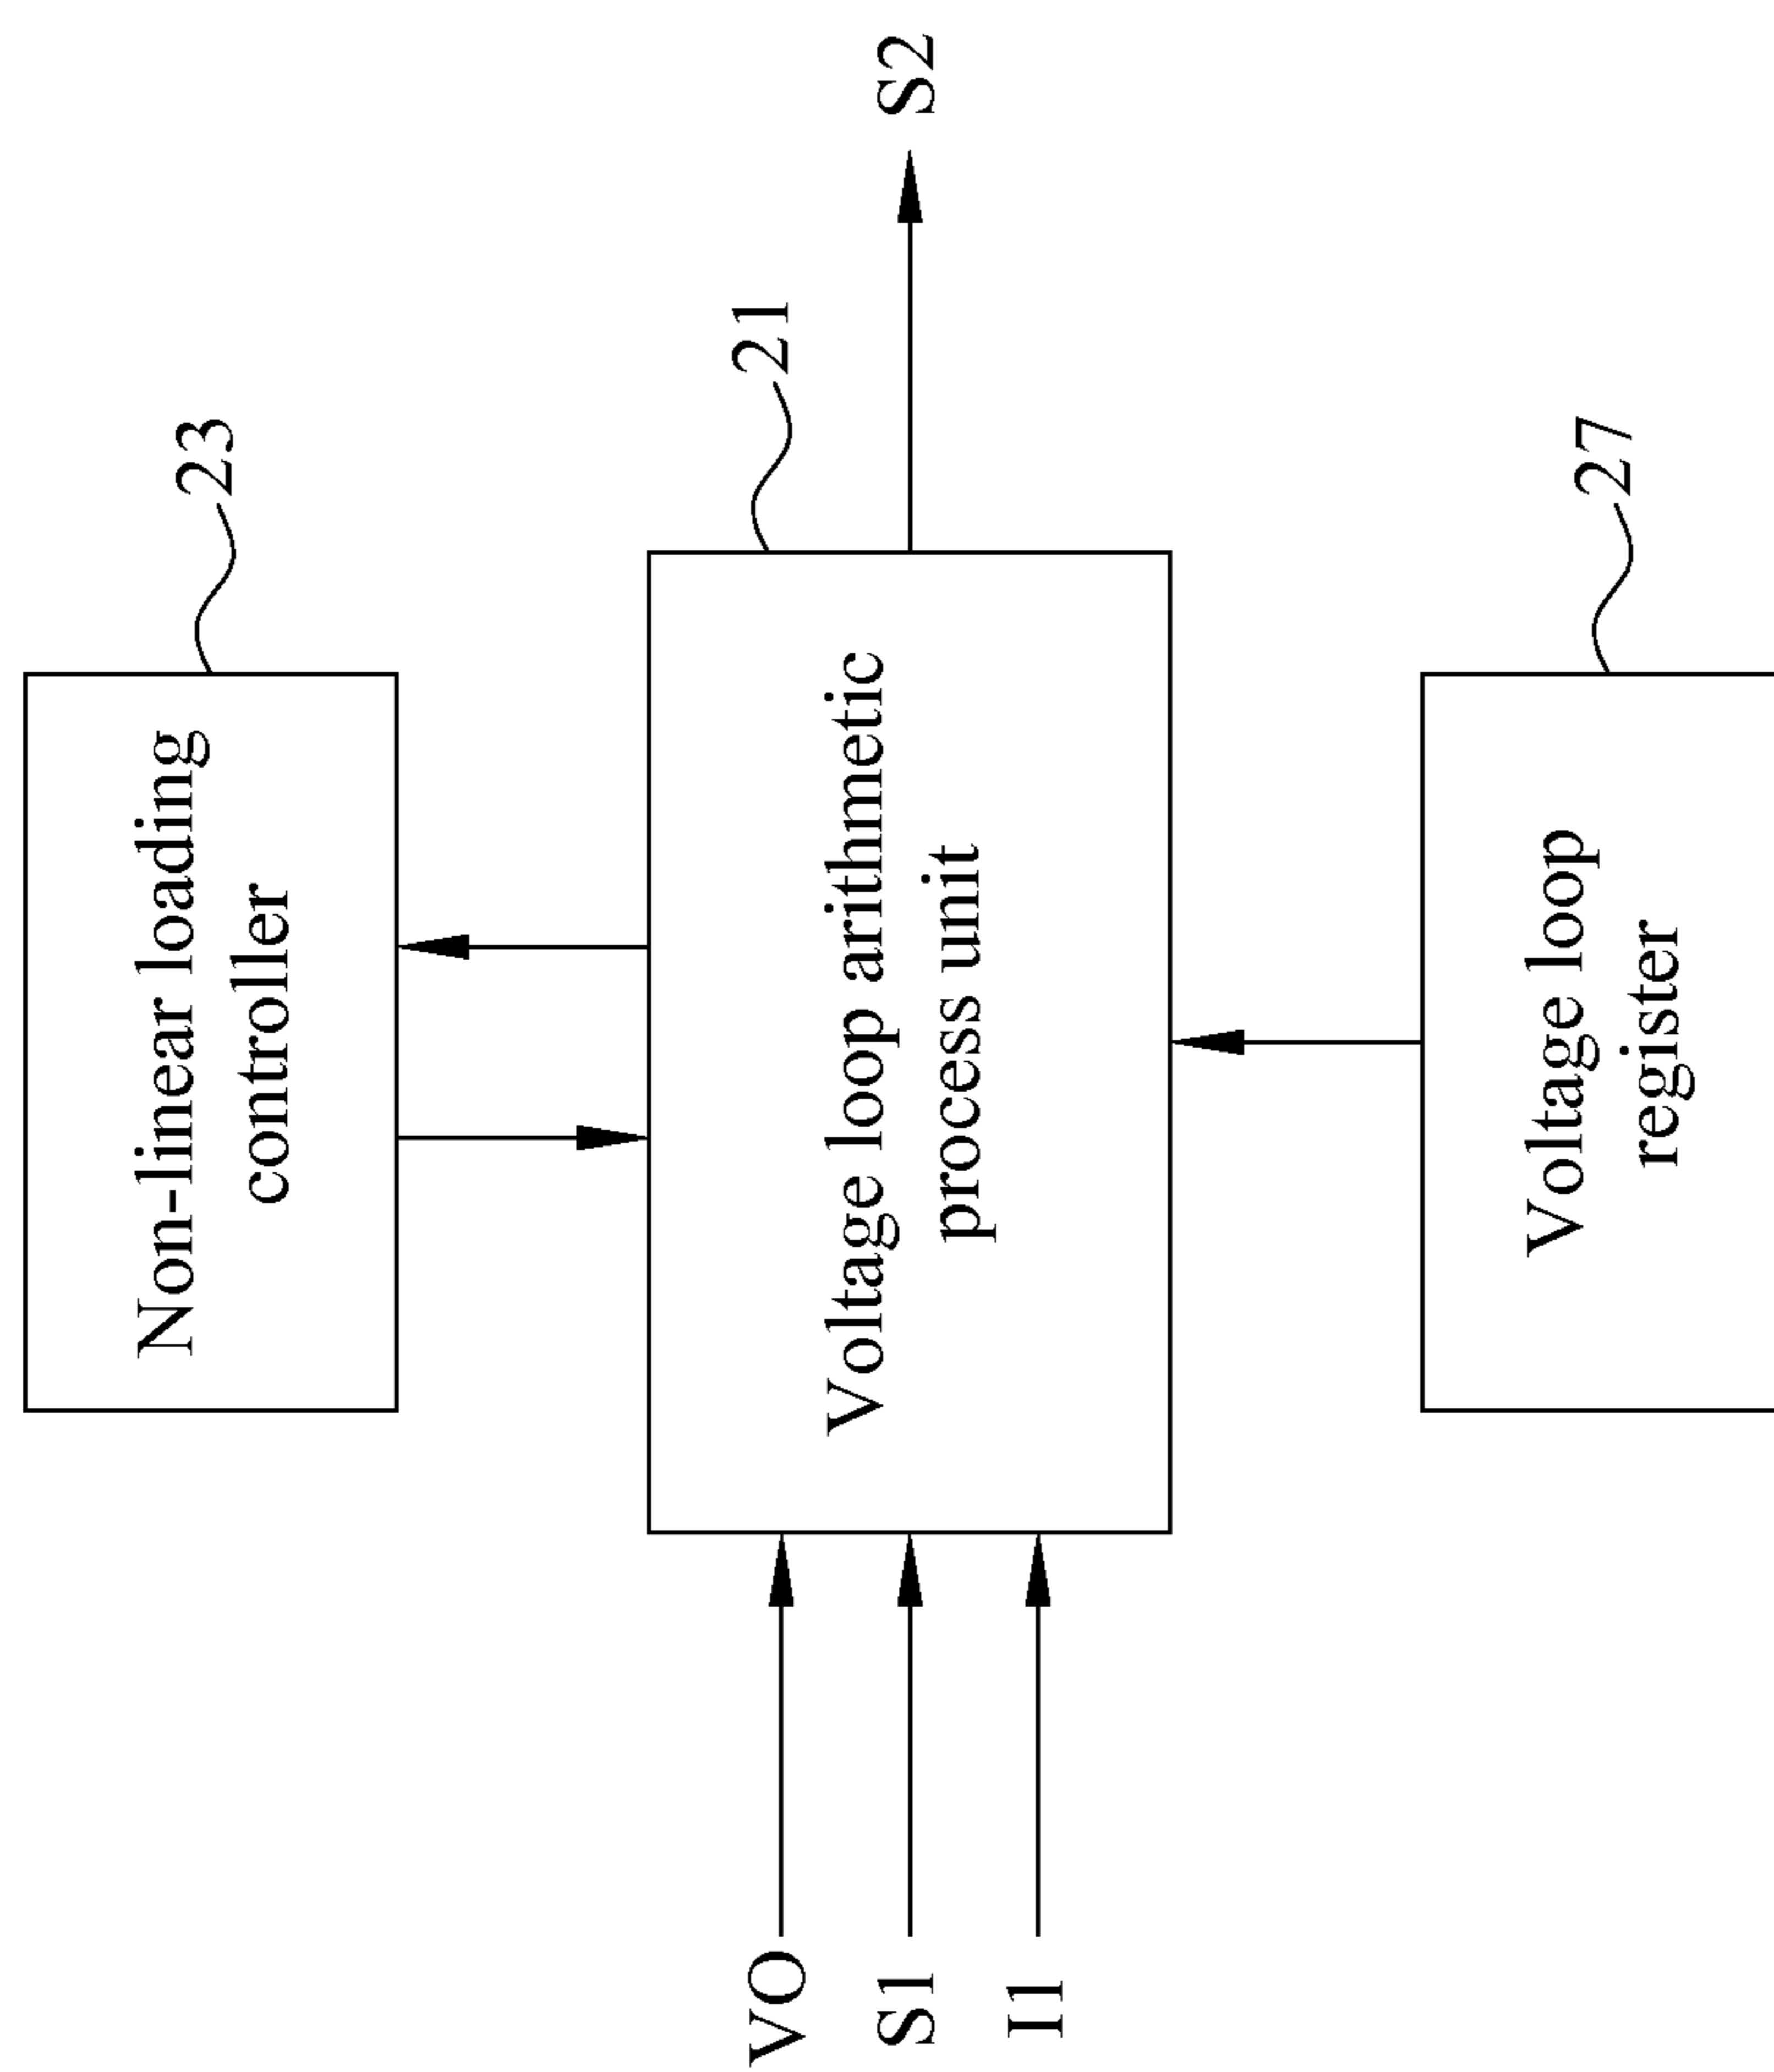 Non-linear loading
controller
23
21
Voltage loop arithmetic
process unit
VO
S1
I1
S2
Voltage loop
register
27